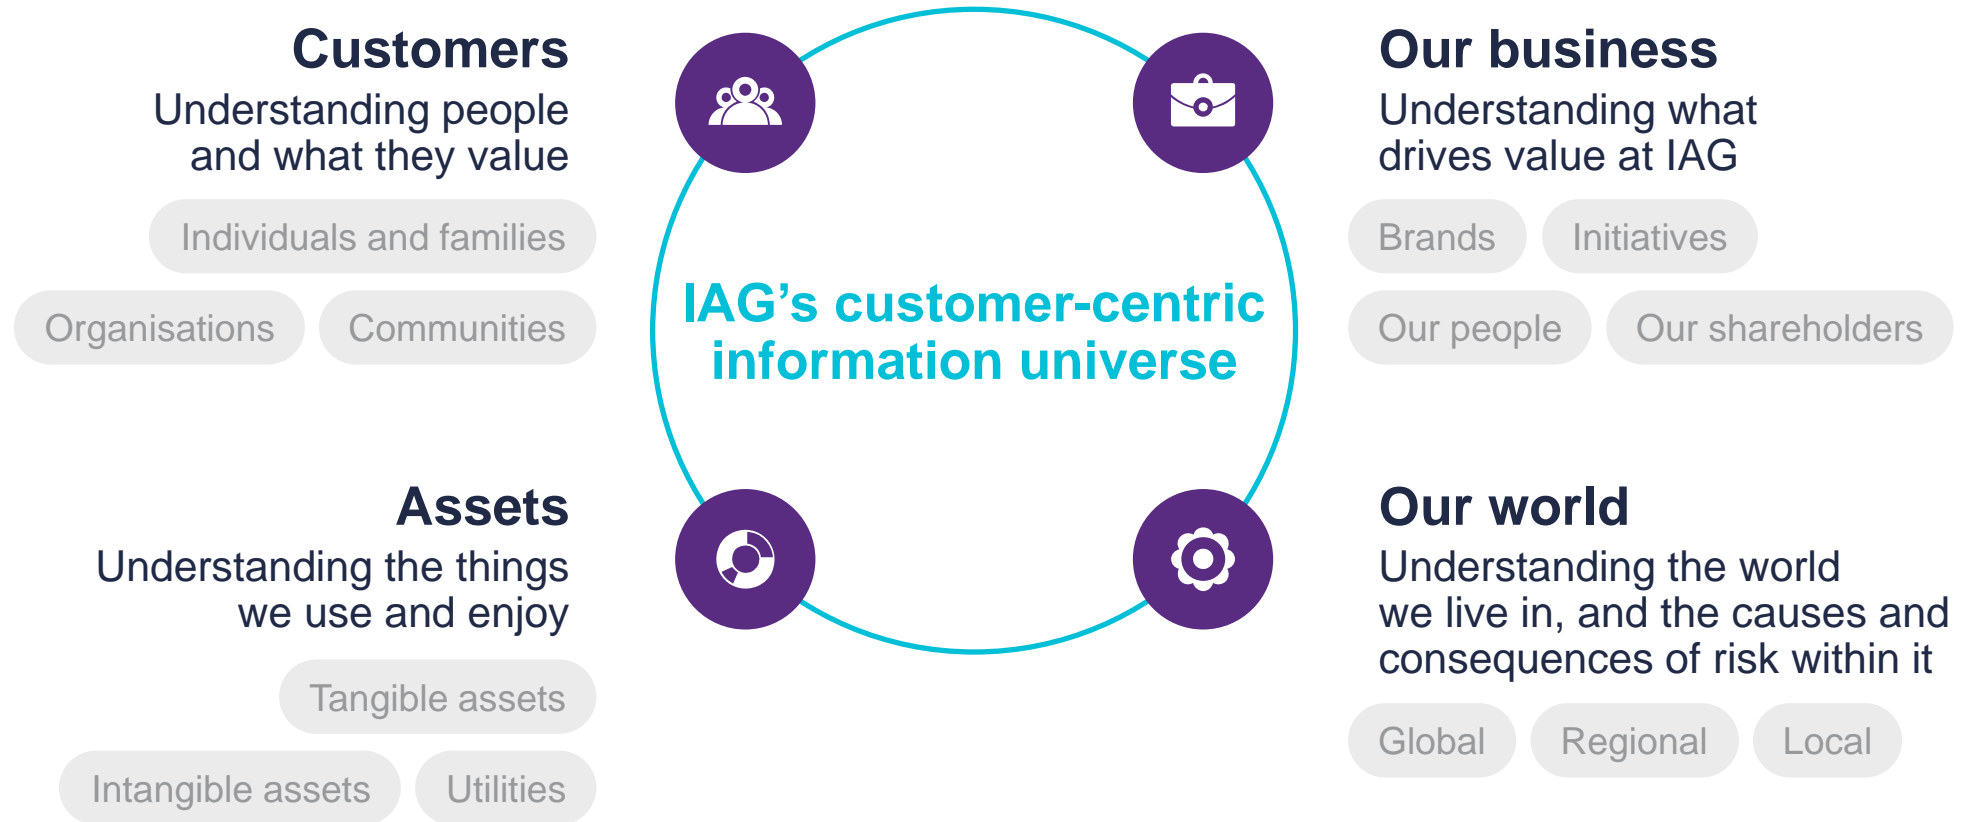 Customers
Understanding people
and what they value
Individuals and families
Organisations
Communities
Our business
Understanding what
drives value at IAG
Brands
Initiatives
Our people
Our shareholders
IAG’s customer-centric
information universe
Assets
Understanding the things
we use and enjoy
Tangible assets
Intangible assets
Utilities
Our world
Understanding the world
we live in, and the causes and
consequences of risk within it
Global
Regional
Local